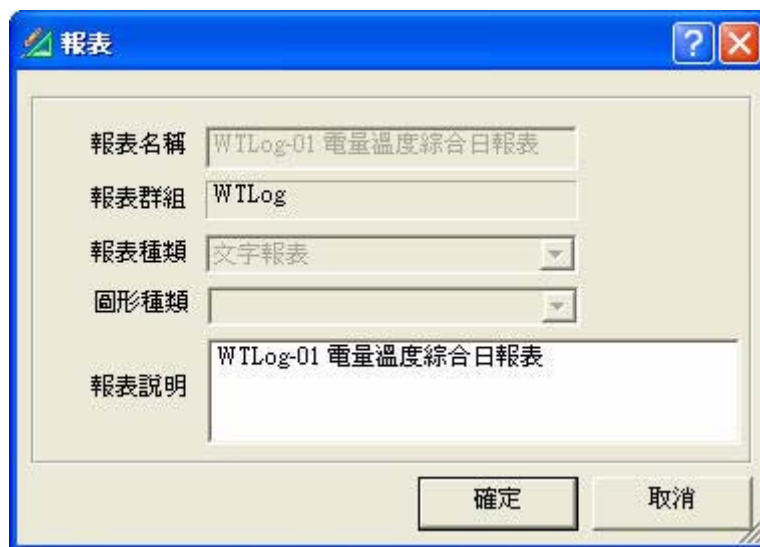 報表
報表名稱 WTLog-01 電量溫度綜合日報表
報表群組 WTLog
報表種類 文字報表
圖形種類
報表說明 WTLog-01 電量溫度綜合日報表
確定 取消